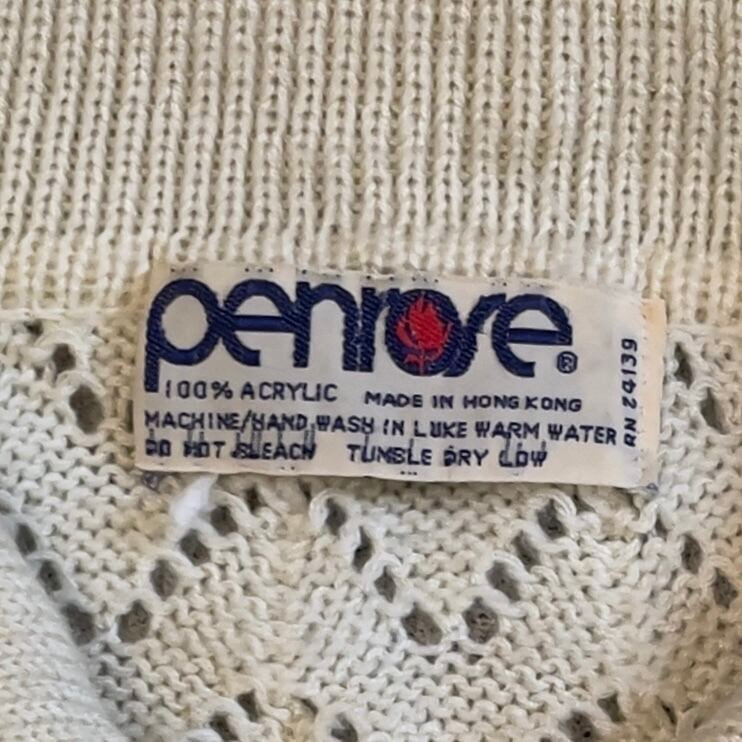 penrose®
100% ACRYLIC MADE IN HONG KONG
MACHINE/HAND WASH IN LUKE WARM WATER
DO NOT BLEACH TUMBLE DRY LOW
RN 24139